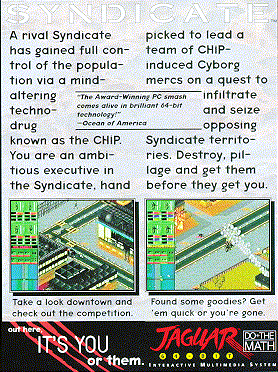 SYNDICATE
A rival Syndicate
has gained full con-
trol of the popula-
tion via a mind-
altering
techno-
drug
known as the CHIP.
You are an ambi-
tious executive in
the Syndicate, hand
picked to lead a
team of CHIP-
induced Cyborg
mercs on a quest to
infiltrate
and seize
opposing
Syndicate territo-
ries. Destroy, pil-
lage and get them
before they get you.
"The Award-Winning PC smash
comes alive in brilliant 64-bit
technology!"
—Ocean of America
Take a look downtown and
check out the competition.
Found some goodies? Get
'em quick or you're gone.
out here
IT'S YOU
or them.
JAGUAR
64-BIT
INTERACTIVE MULTIMEDIA SYSTEM
DO THE
MATH